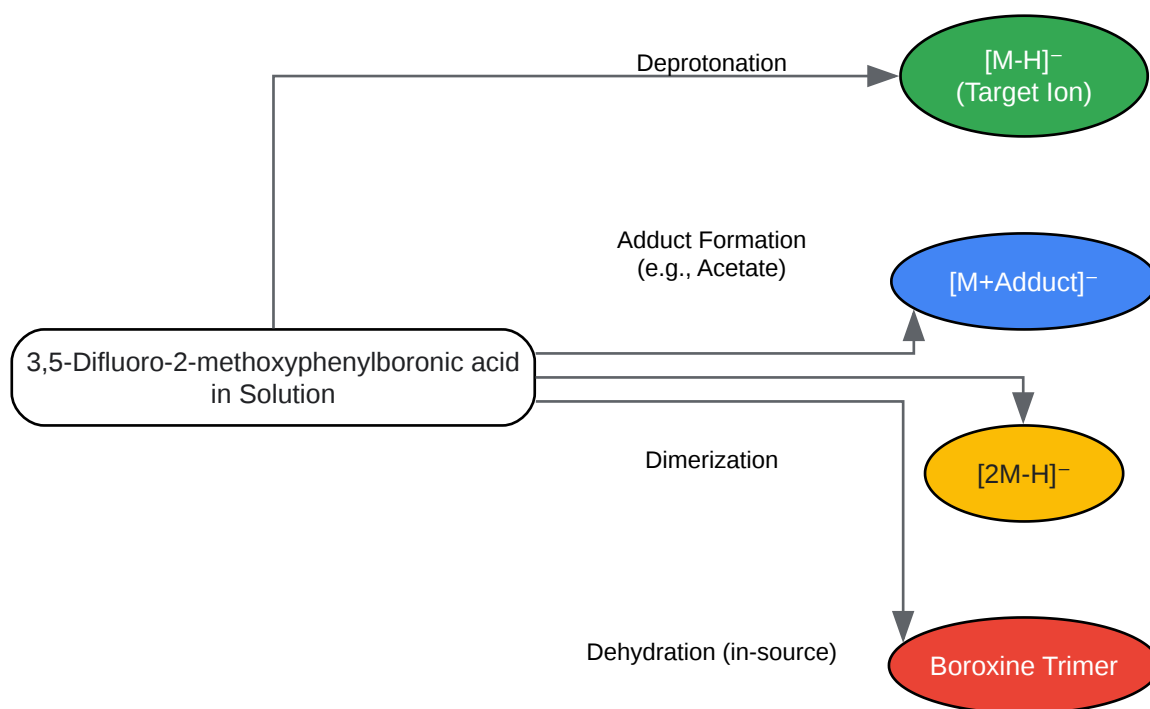 Deprotonation
[M-H]⁻
(Target Ion)
Adduct Formation
(e.g., Acetate)
[M+Adduct]⁻
3,5-Difluoro-2-methoxyphenylboronic acid
in Solution
Dimerization
[2M-H]⁻
Dehydration (in-source)
Boroxine Trimer